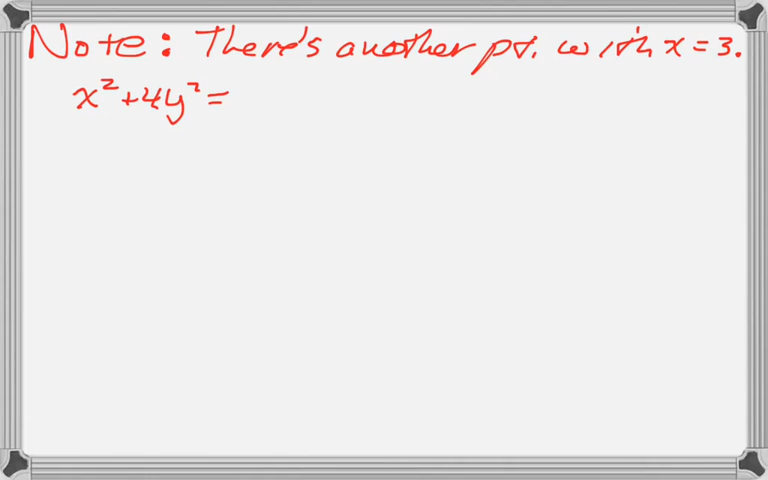 Note: There's another pt. with x = 3.
x² + 4y² =